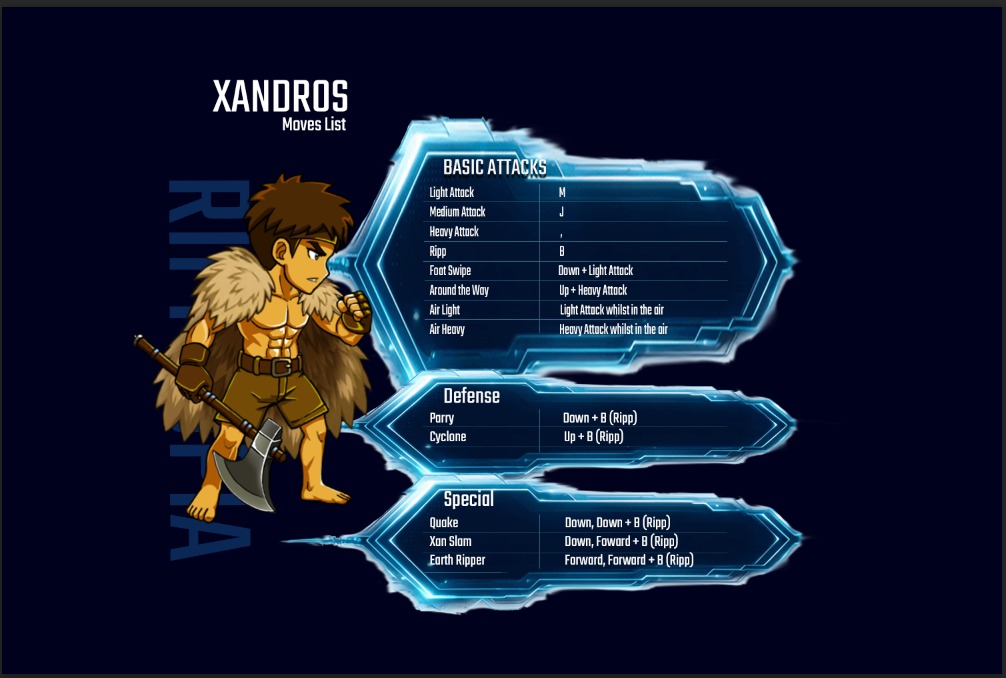 XANDROS
Moves List
BASIC ATTACKS
Light Attack M
Medium Attack J
Heavy Attack ,
Ripp B
Foot Swipe Down + Light Attack
Around the Way Up + Heavy Attack
Air Light Light Attack whilst in the air
Air Heavy Heavy Attack whilst in the air
Defense
Parry Down + B (Ripp)
Cyclone Up + B (Ripp)
Special
Quake Down, Down + B (Ripp)
Xan Slam Down, Foward + B (Ripp)
Earth Ripper Forward, Forward + B (Ripp)